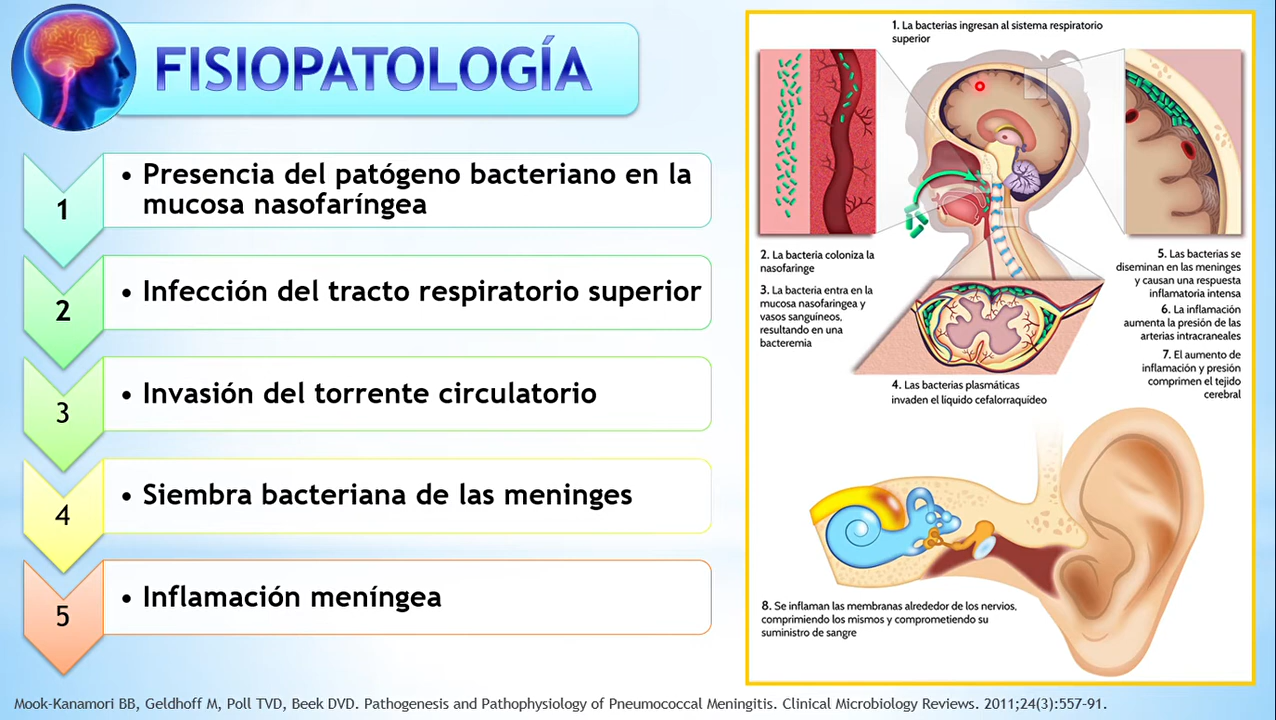 FISIOPATOLOGÍA
1
• Presencia del patógeno bacteriano en la
mucosa nasofaríngea
2
• Infección del tracto respiratorio superior
3
• Invasión del torrente circulatorio
4
• Siembra bacteriana de las meninges
5
• Inflamación meníngea
1. La bacterias ingresan al sistema respiratorio
superior
2. La bacteria coloniza la
nasofaringe
3. La bacteria entra en la
mucosa nasofaringea y
vasos sanguíneos,
resultando en una
bacteremia
4. Las bacterias plasmáticas
invaden el líquido cefalorraquídeo
5. Las bacterias se
diseminan en las meninges
y causan una respuesta
inflamatoria intensa
6. La inflamación
aumenta la presión de las
arterias intracraneales
7. El aumento de
inflamación y presión
comprimen el tejido
cerebral
8. Se inflaman las membranas alrededor de los nervios,
comprimiendo los mismos y comprometiendo su
suministro de sangre
Mook-Kanamori BB, Geldhoff M, Poll TVD, Beek DVD. Pathogenesis and Pathophysiology of Pneumococcal Meningitis. Clinical Microbiology Reviews. 2011;24(3):557-91.